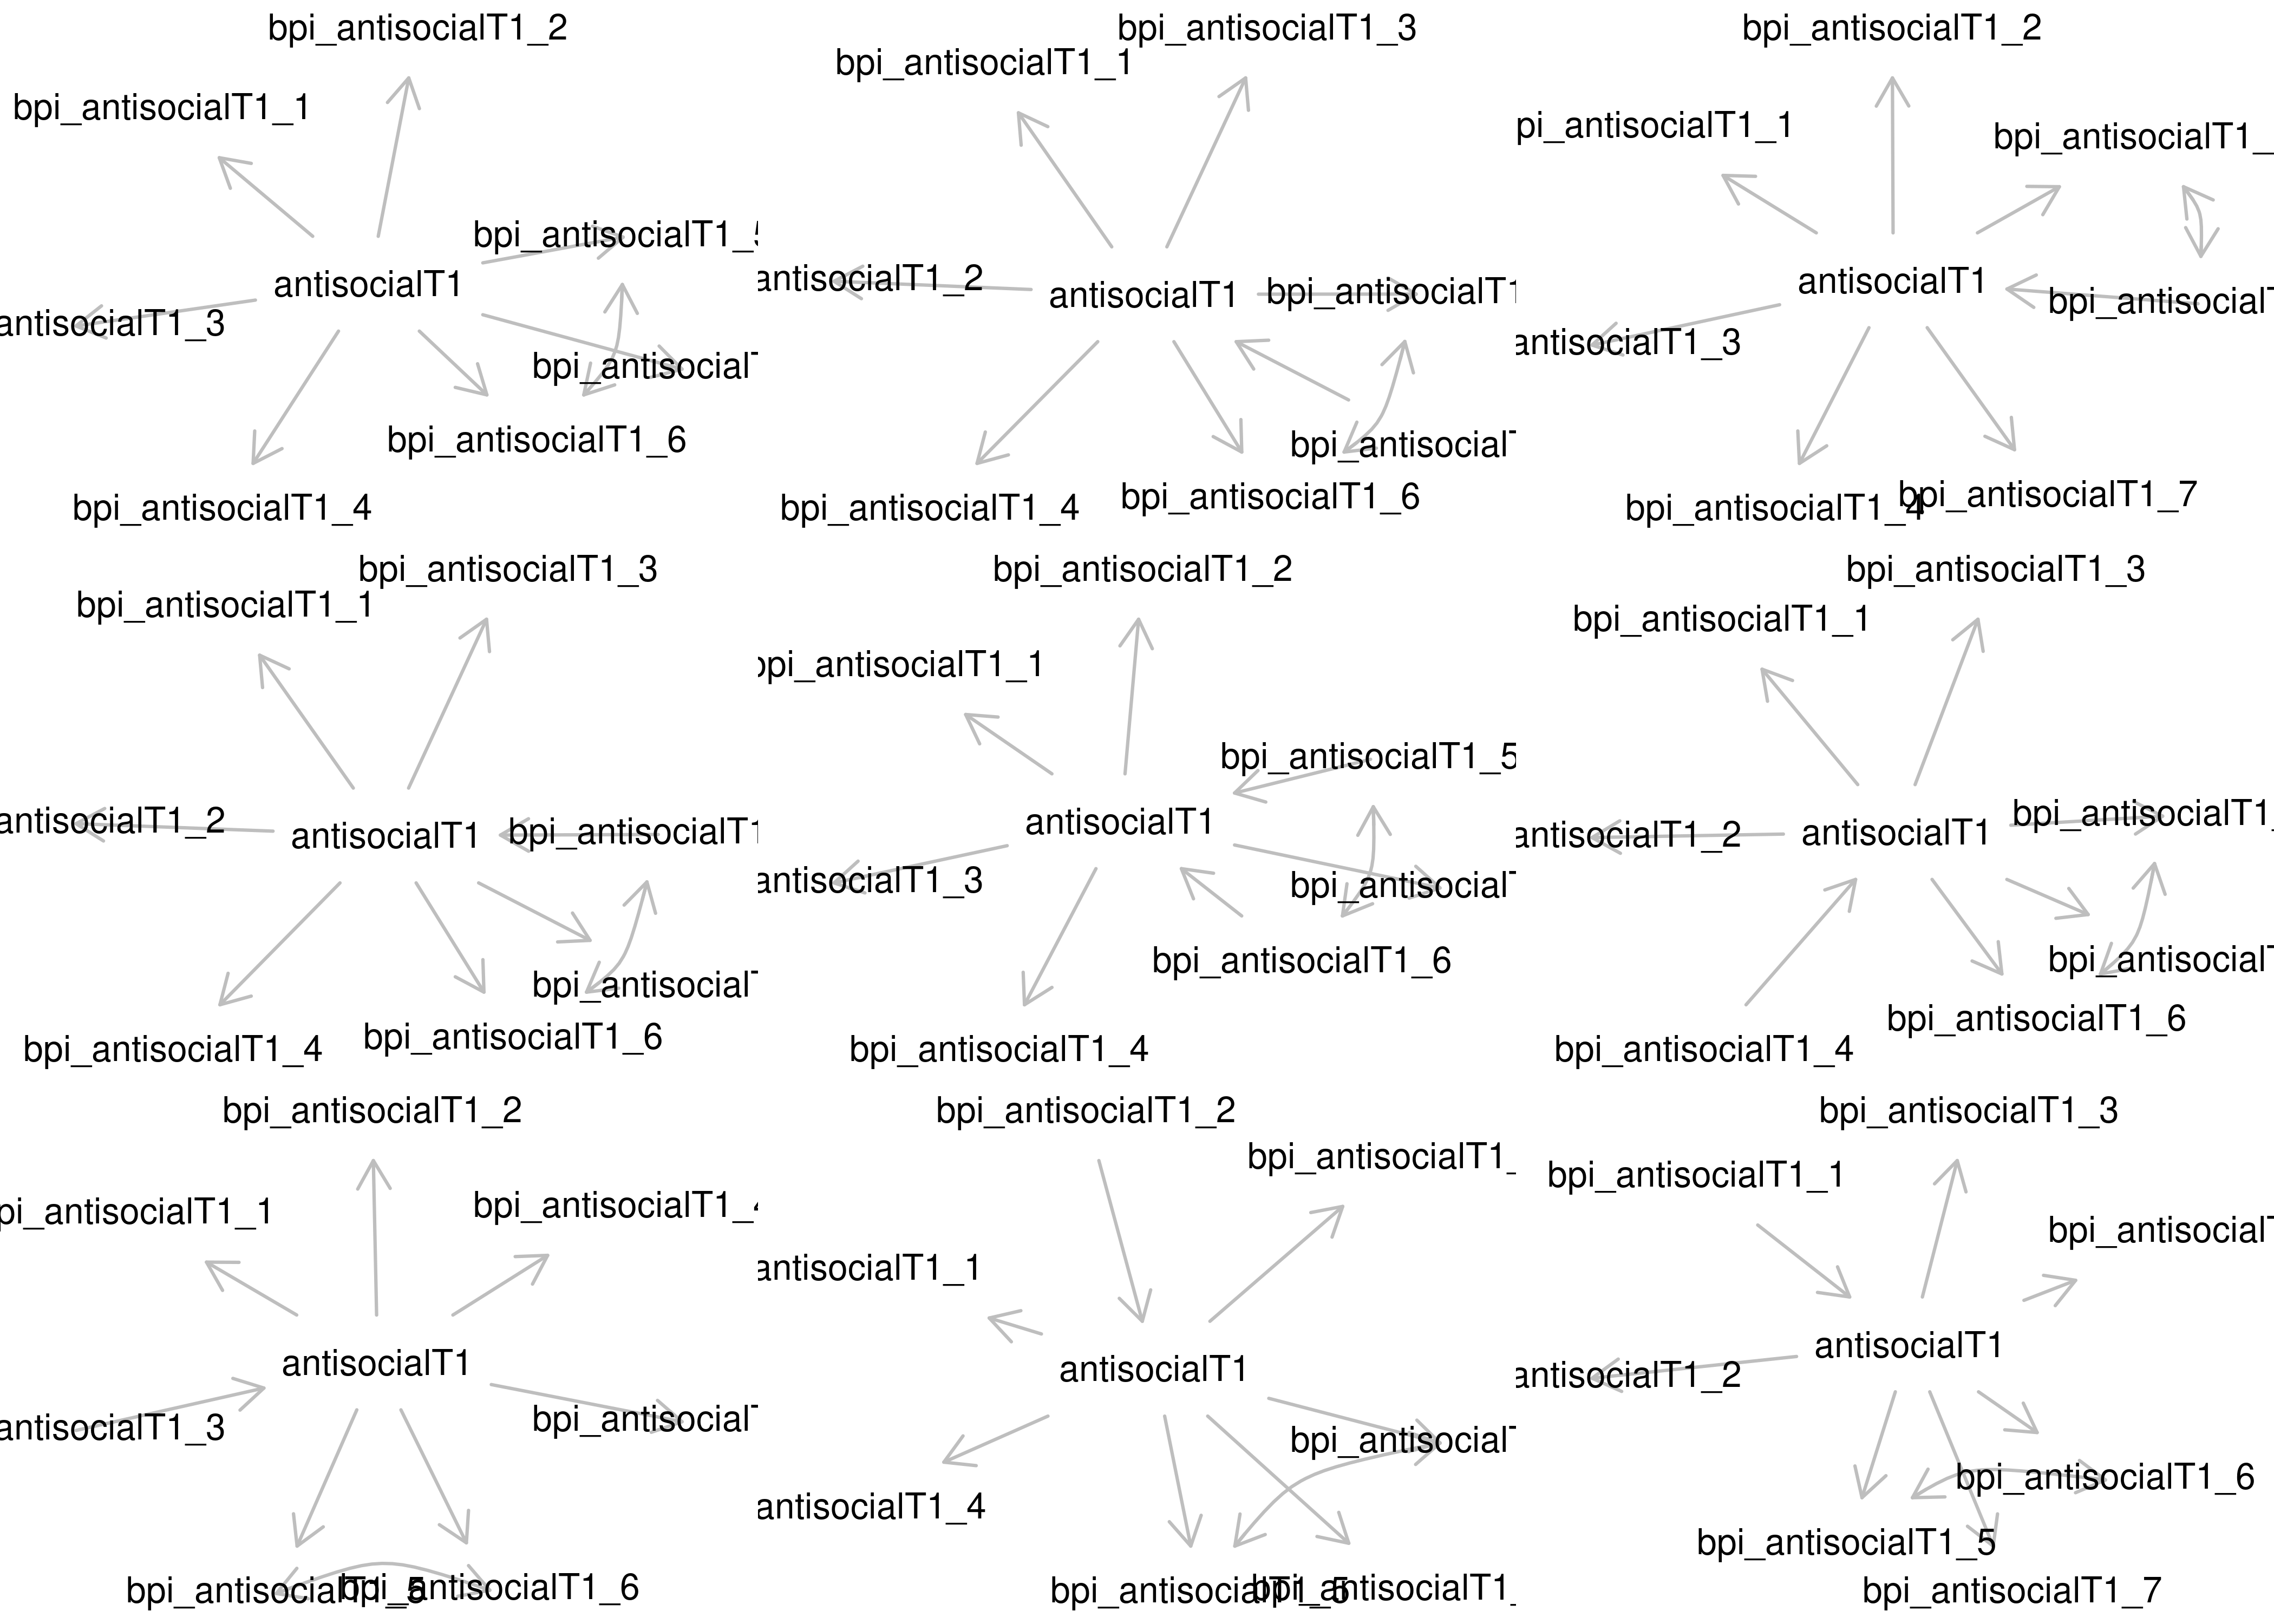 bpi_antisocialT1_2
bpi_antisocialT1_1
bpi_antisocialT1_5
antisocialT1
antisocialT1_3
bpi_antisocialT
bpi_antisocialT1_6
bpi_antisocialT1_4
bpi_antisocialT1_3
bpi_antisocialT1_1
antisocialT1_2
antisocialT1
bpi_antisocialT1
bpi_antisocialT
bpi_antisocialT1_6
bpi_antisocialT1_4
bpi_antisocialT1_2
pi_antisocialT1_1
bpi_antisocialT1_
antisocialT1
bpi_antisocialT
antisocialT1_3
bpi_antisocialT1_4
bpi_antisocialT1_7
bpi_antisocialT1_3
bpi_antisocialT1_1
antisocialT1_2
antisocialT1
bpi_antisocialT1
bpi_antisocialT
bpi_antisocialT1_6
bpi_antisocialT1_4
bpi_antisocialT1_2
bpi_antisocialT1_1
bpi_antisocialT1_5
antisocialT1
antisocialT1_3
bpi_antisocialT
bpi_antisocialT1_6
bpi_antisocialT1_4
bpi_antisocialT1_3
bpi_antisocialT1_1
bpi_antisocialT1_
antisocialT1_2
antisocialT1
bpi_antisocialT
bpi_antisocialT1_6
bpi_antisocialT1_4
bpi_antisocialT1_2
pi_antisocialT1_1
bpi_antisocialT1_4
antisocialT1
antisocialT1_3
bpi_antisocialT
bpi_antisocialT1_5
bpi_antisocialT1_6
bpi_antisocialT1_2
bpi_antisocialT1_
antisocialT1_1
antisocialT1
bpi_antisocialT
antisocialT1_4
bpi_antisocialT1_5
bpi_antisocialT1_
bpi_antisocialT1_3
bpi_antisocialT1_1
bpi_antisocialT
antisocialT1
antisocialT1_2
bpi_antisocialT1_6
bpi_antisocialT1_5
bpi_antisocialT1_7